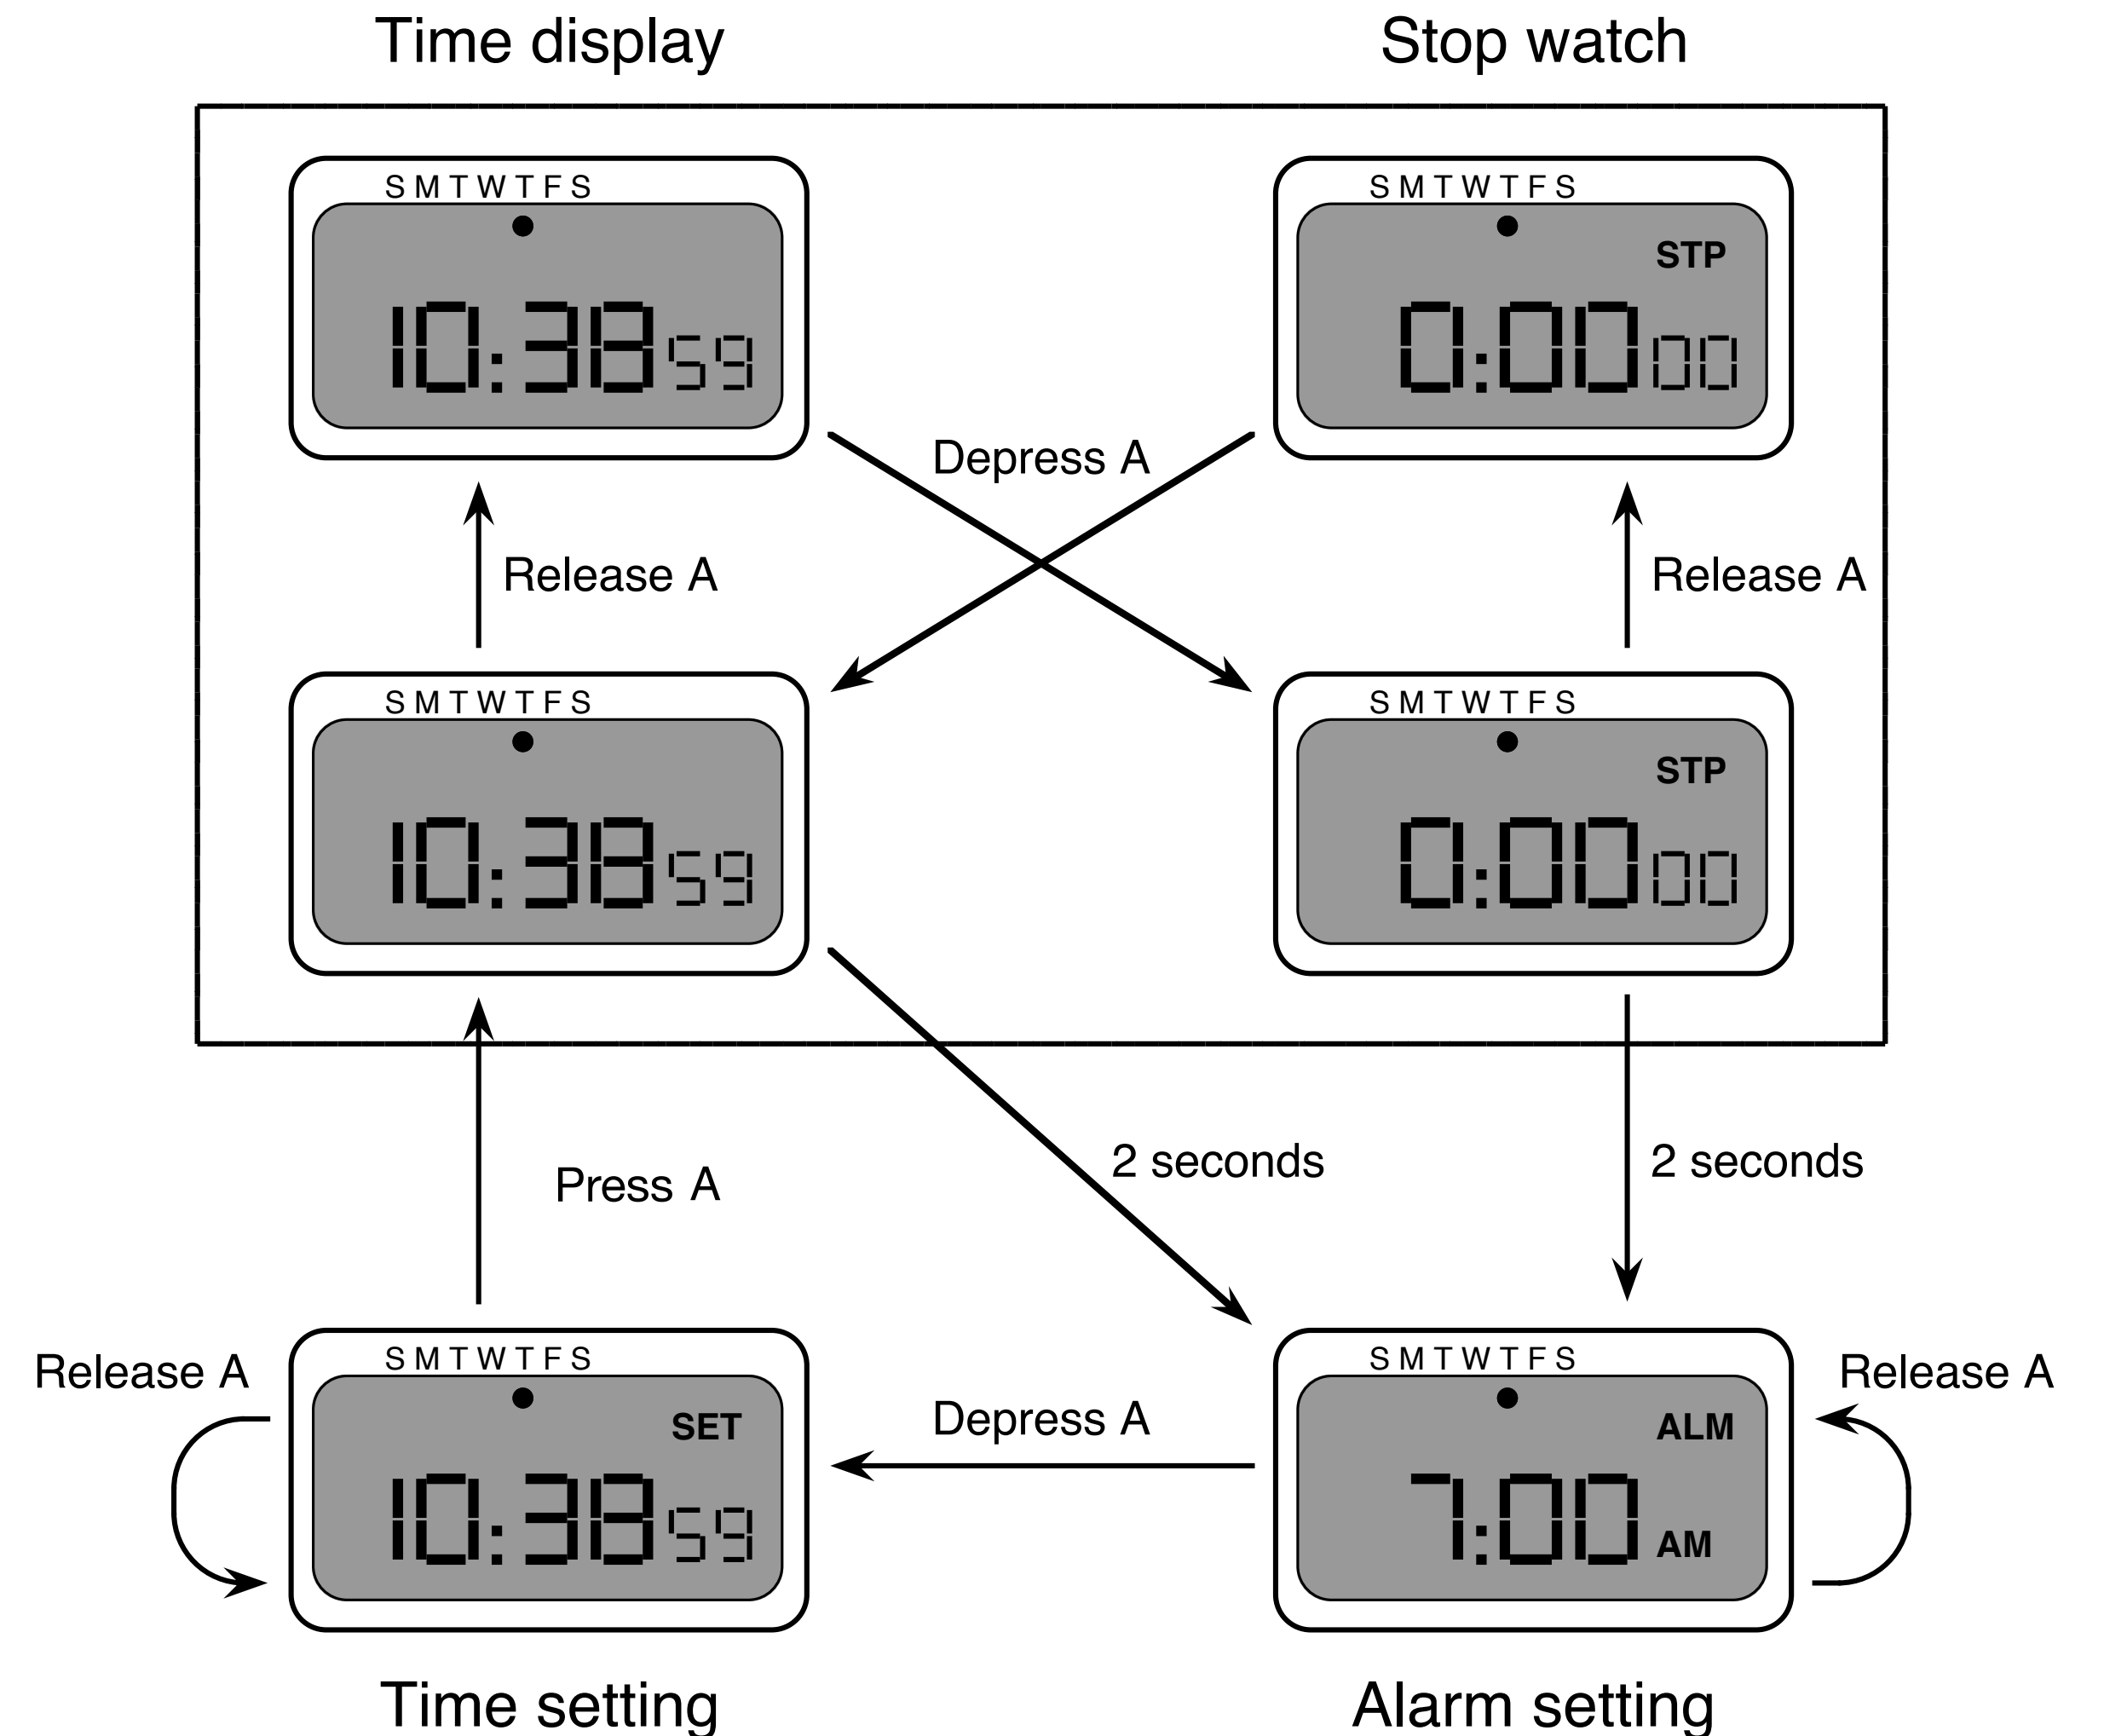 Time display
Stop watch
S M T W T F S
10:38 59
S M T W T F S
STP
0:00 00
Depress A
Release A
Release A
S M T W T F S
10:38 59
S M T W T F S
STP
0:00 00
Press A
2 seconds
2 seconds
Release A
S M T W T F S
SET
10:38 59
Depress A
S M T W T F S
ALM
7:00 AM
Release A
Time setting
Alarm setting